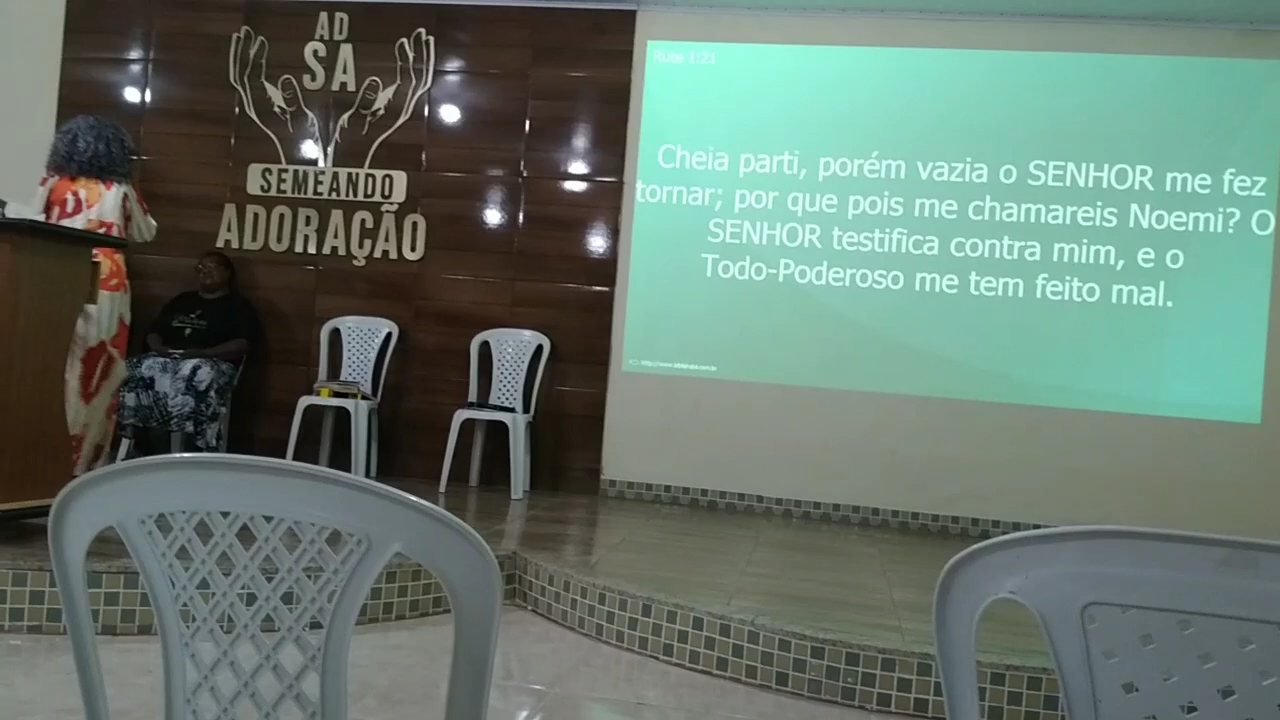 AD
SA
SEMEANDO
ADORAÇÃO
Rute 1:21
Cheia parti, porém vazia o SENHOR me fez
tornar; por que pois me chamareis Noemi? O
SENHOR testifica contra mim, e o
Todo-Poderoso me tem feito mal.